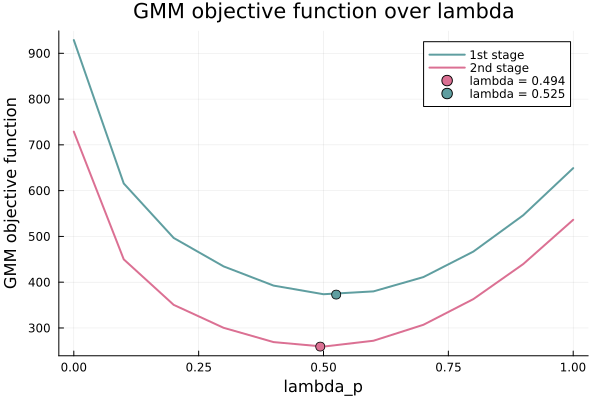 GMM objective function over lambda
GMM objective function
900
800
700
600
500
400
300
1st stage
2nd stage
lambda = 0.494
lambda = 0.525
0.00
0.25
0.50
0.75
1.00
lambda_p